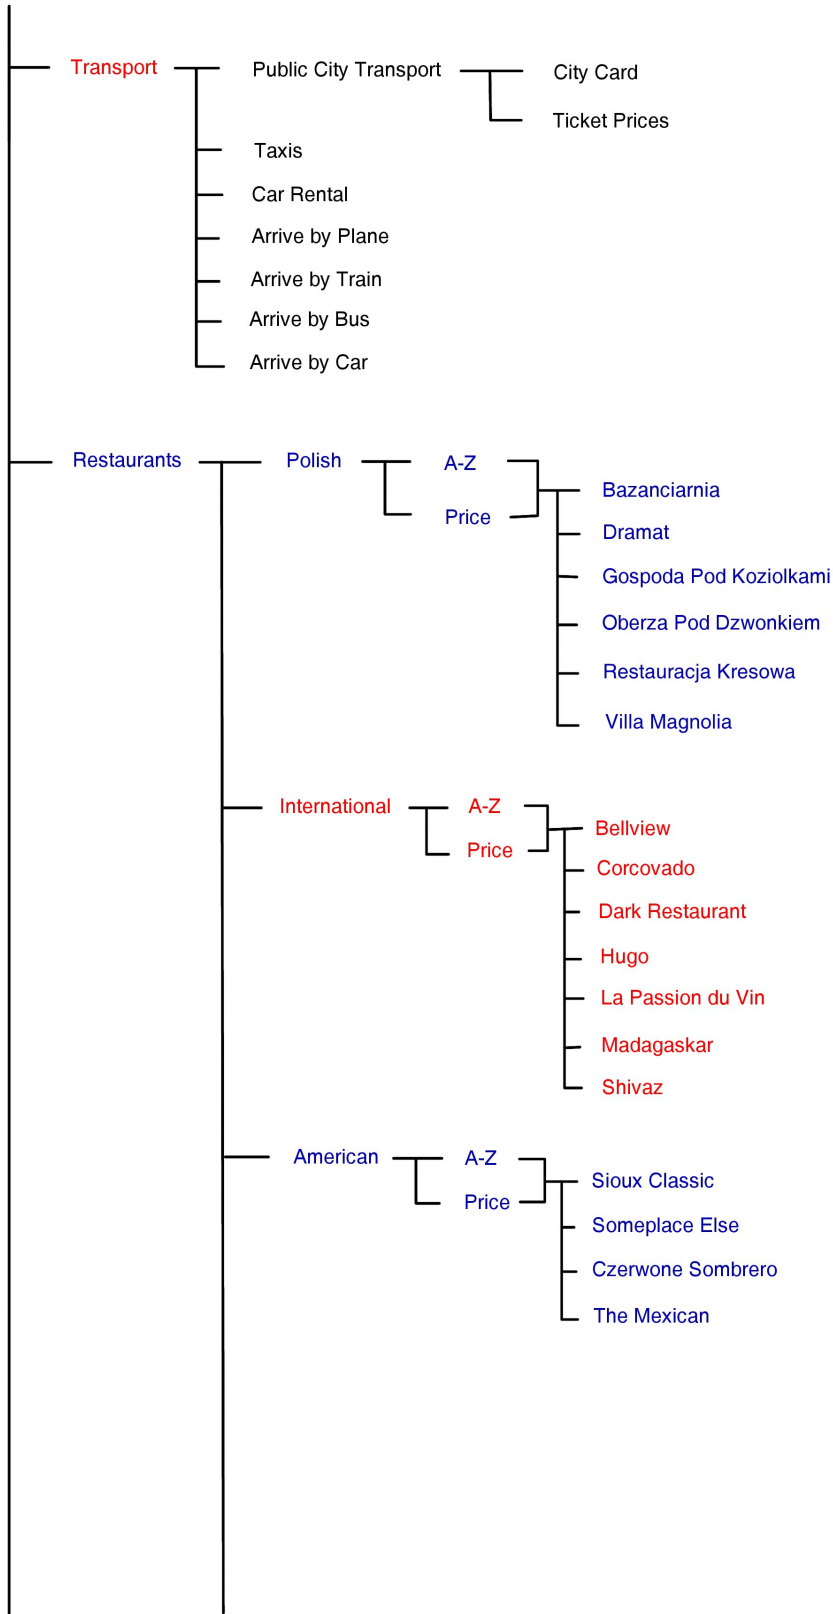 Transport
Public City Transport
City Card
Ticket Prices
Taxis
Car Rental
Arrive by Plane
Arrive by Train
Arrive by Bus
Arrive by Car
Restaurants
Polish
A-Z
Price
Bazanciarnia
Dramat
Gospoda Pod Koziolkami
Oberza Pod Dzwonkiem
Restauracja Kresowa
Villa Magnolia
International
A-Z
Price
Bellview
Corcovado
Dark Restaurant
Hugo
La Passion du Vin
Madagaskar
Shivaz
American
A-Z
Price
Sioux Classic
Someplace Else
Czerwone Sombrero
The Mexican